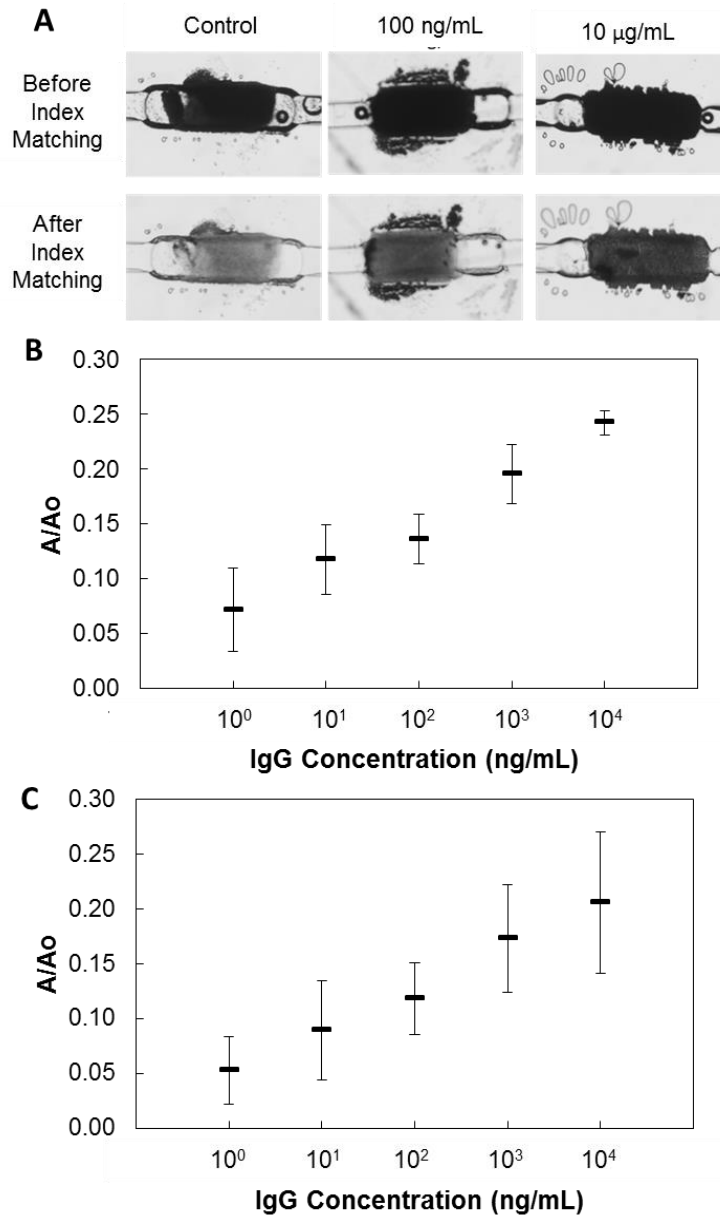 A
Control
100 ng/mL
10 µg/mL
Before
Index
Matching
After
Index
Matching
B
0.30
0.25
0.20
0.15
0.10
0.05
0.00
A/Ao
10⁰
10¹
10²
10³
10⁴
IgG Concentration (ng/mL)
C
0.30
0.25
0.20
0.15
0.10
0.05
0.00
A/Ao
10⁰
10¹
10²
10³
10⁴
IgG Concentration (ng/mL)